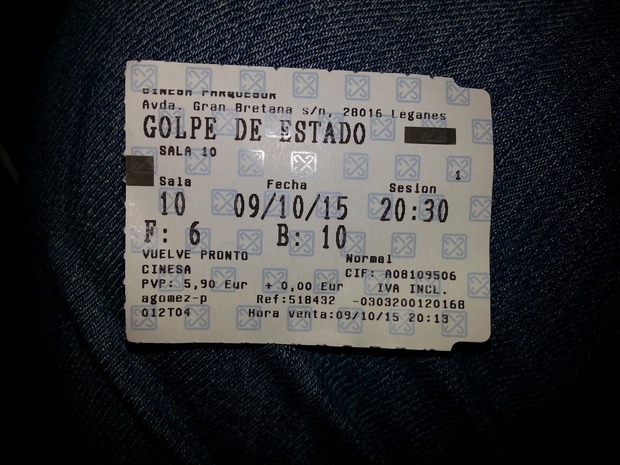 CINESA PARQUESUR
Avda. Gran Bretana s/n, 28016 Leganes
GOLPE DE ESTADO
SALA 10
1
Sala Fecha Sesion
10 09/10/15 20:30
F: 6 B: 10
VUELVE PRONTO Normal
CINESA CIF: A08109506
PVP: 5,90 Eur + 0,00 Eur IVA INCL.
agomez-p Ref:518432 -0303200120168
012T04 Hora venta:09/10/15 20:13